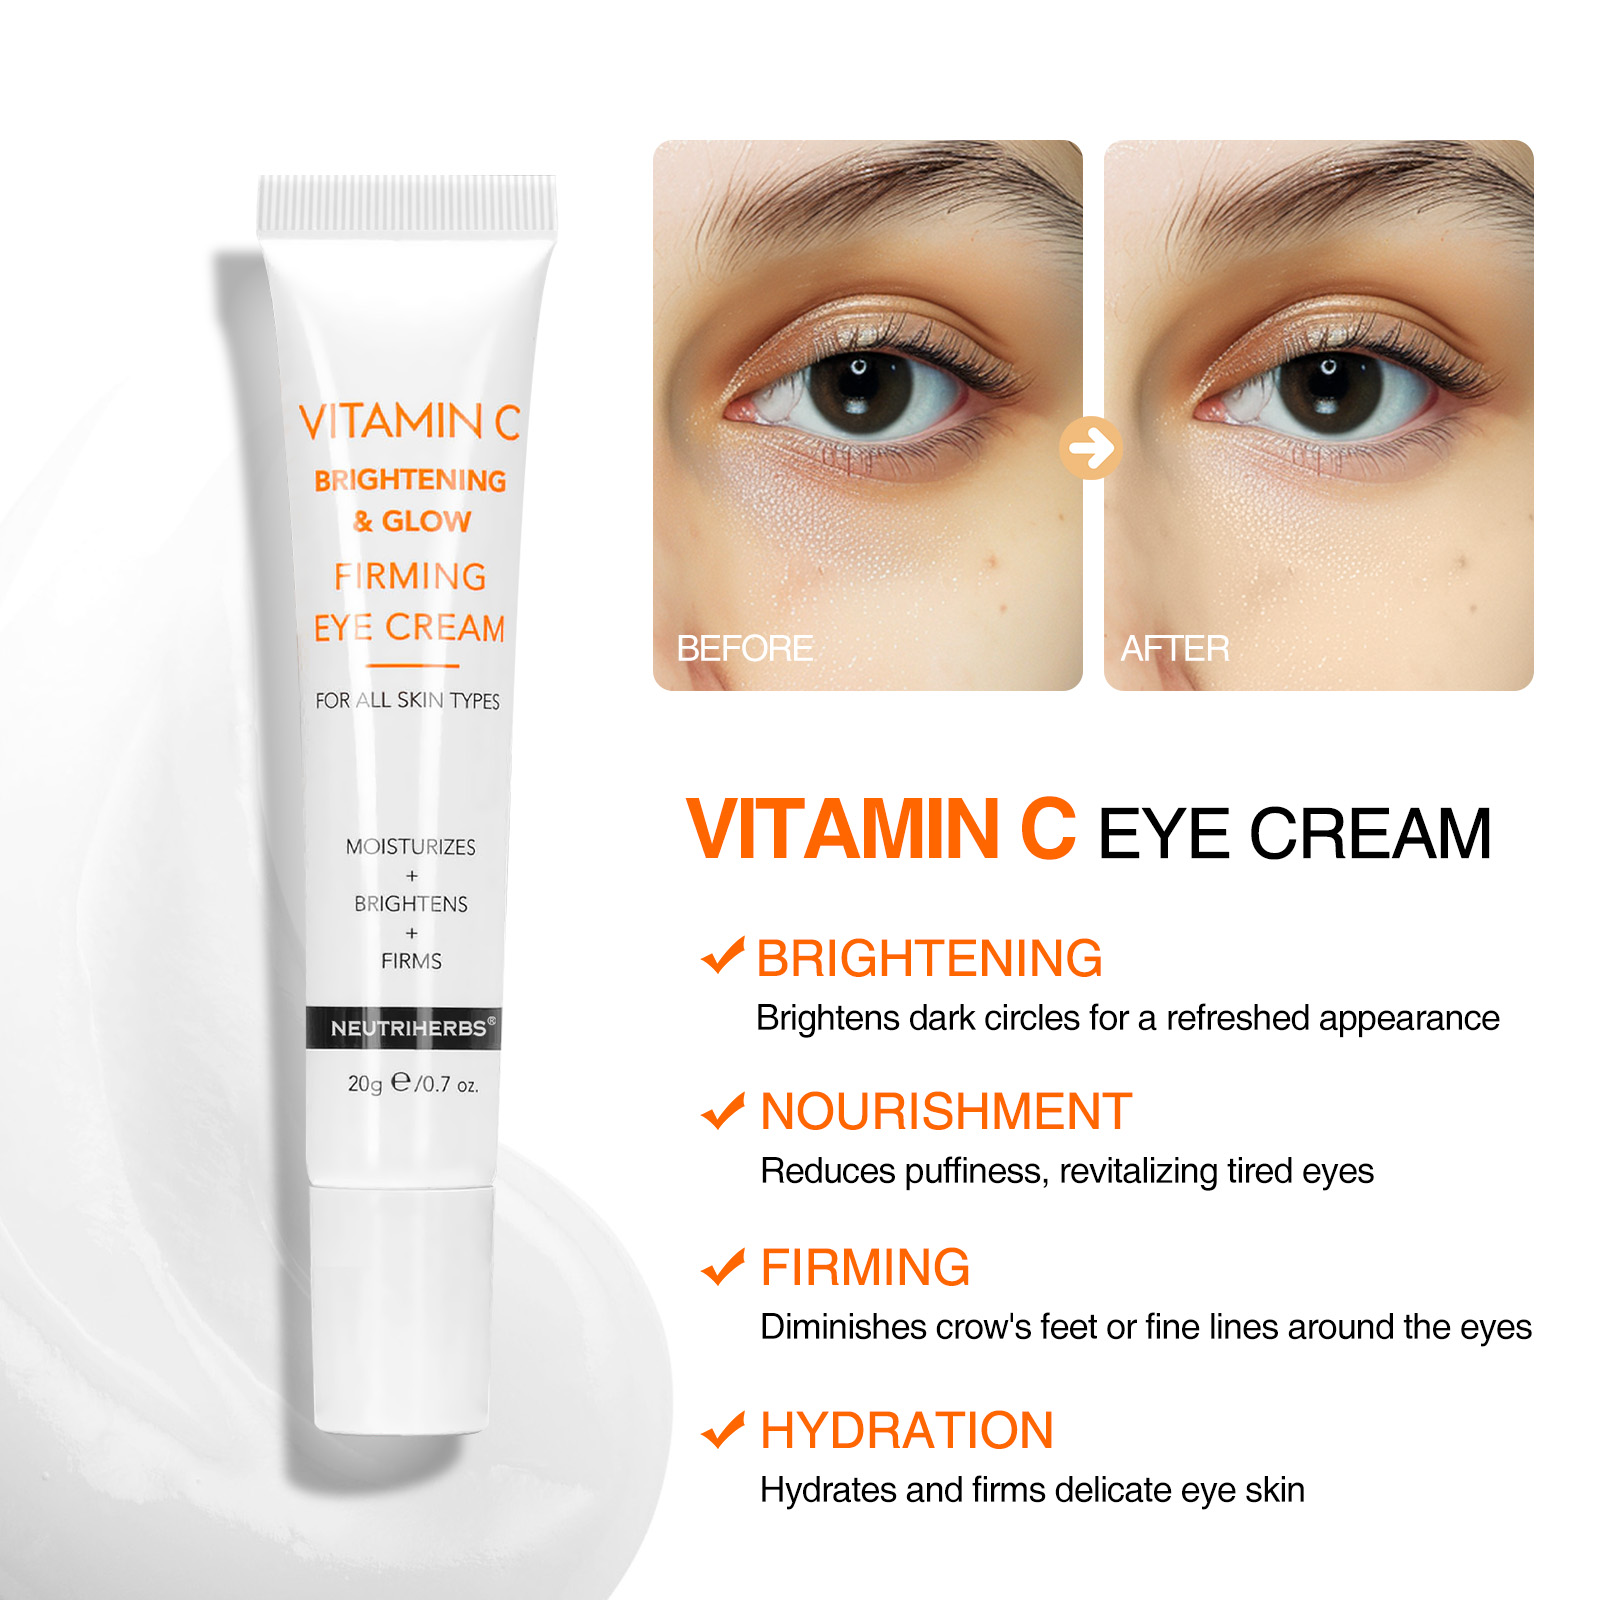 VITAMIN C
BRIGHTENING
& GLOW
FIRMING
EYE CREAM
FOR ALL SKIN TYPES
MOISTURIZES
+
BRIGHTENS
+
FIRMS
NEUTRIHERBS®
20g ℮/0.7 oz.
BEFORE
AFTER
VITAMIN C EYE CREAM
BRIGHTENING
Brightens dark circles for a refreshed appearance
NOURISHMENT
Reduces puffiness, revitalizing tired eyes
FIRMING
Diminishes crow's feet or fine lines around the eyes
HYDRATION
Hydrates and firms delicate eye skin